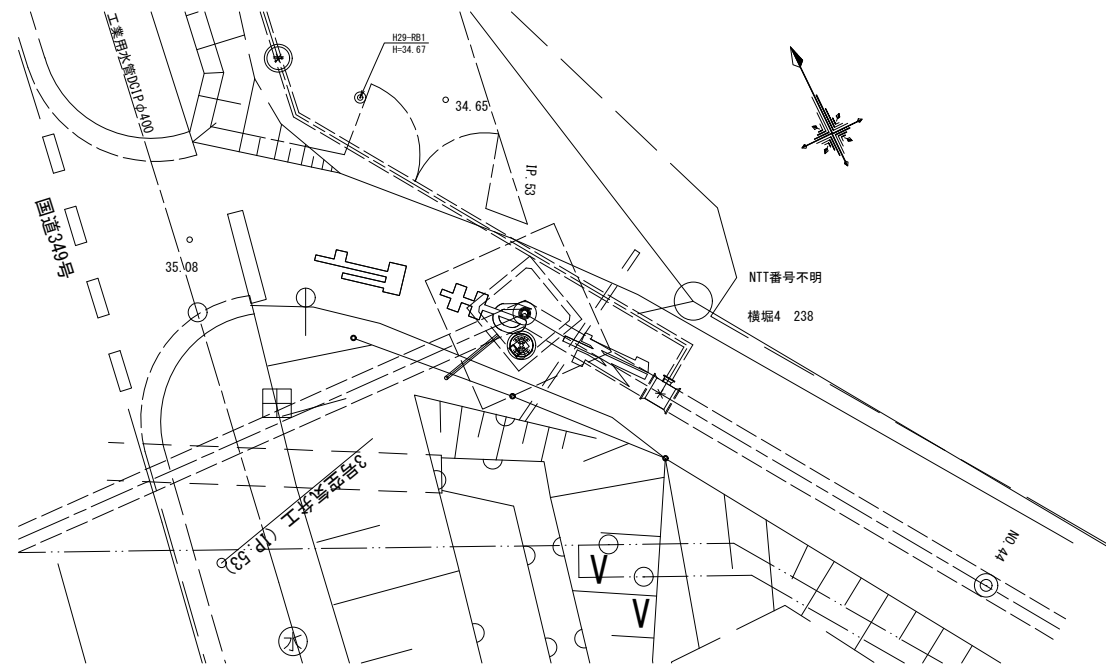 工業用水管DCIPφ400
H29-RB1
H=34.67
34.65
IP.53
国道349号
35.08
NTT番号不明
横堀4 238
3号空気弁工 (IP.53)
NO.44
V
V
水